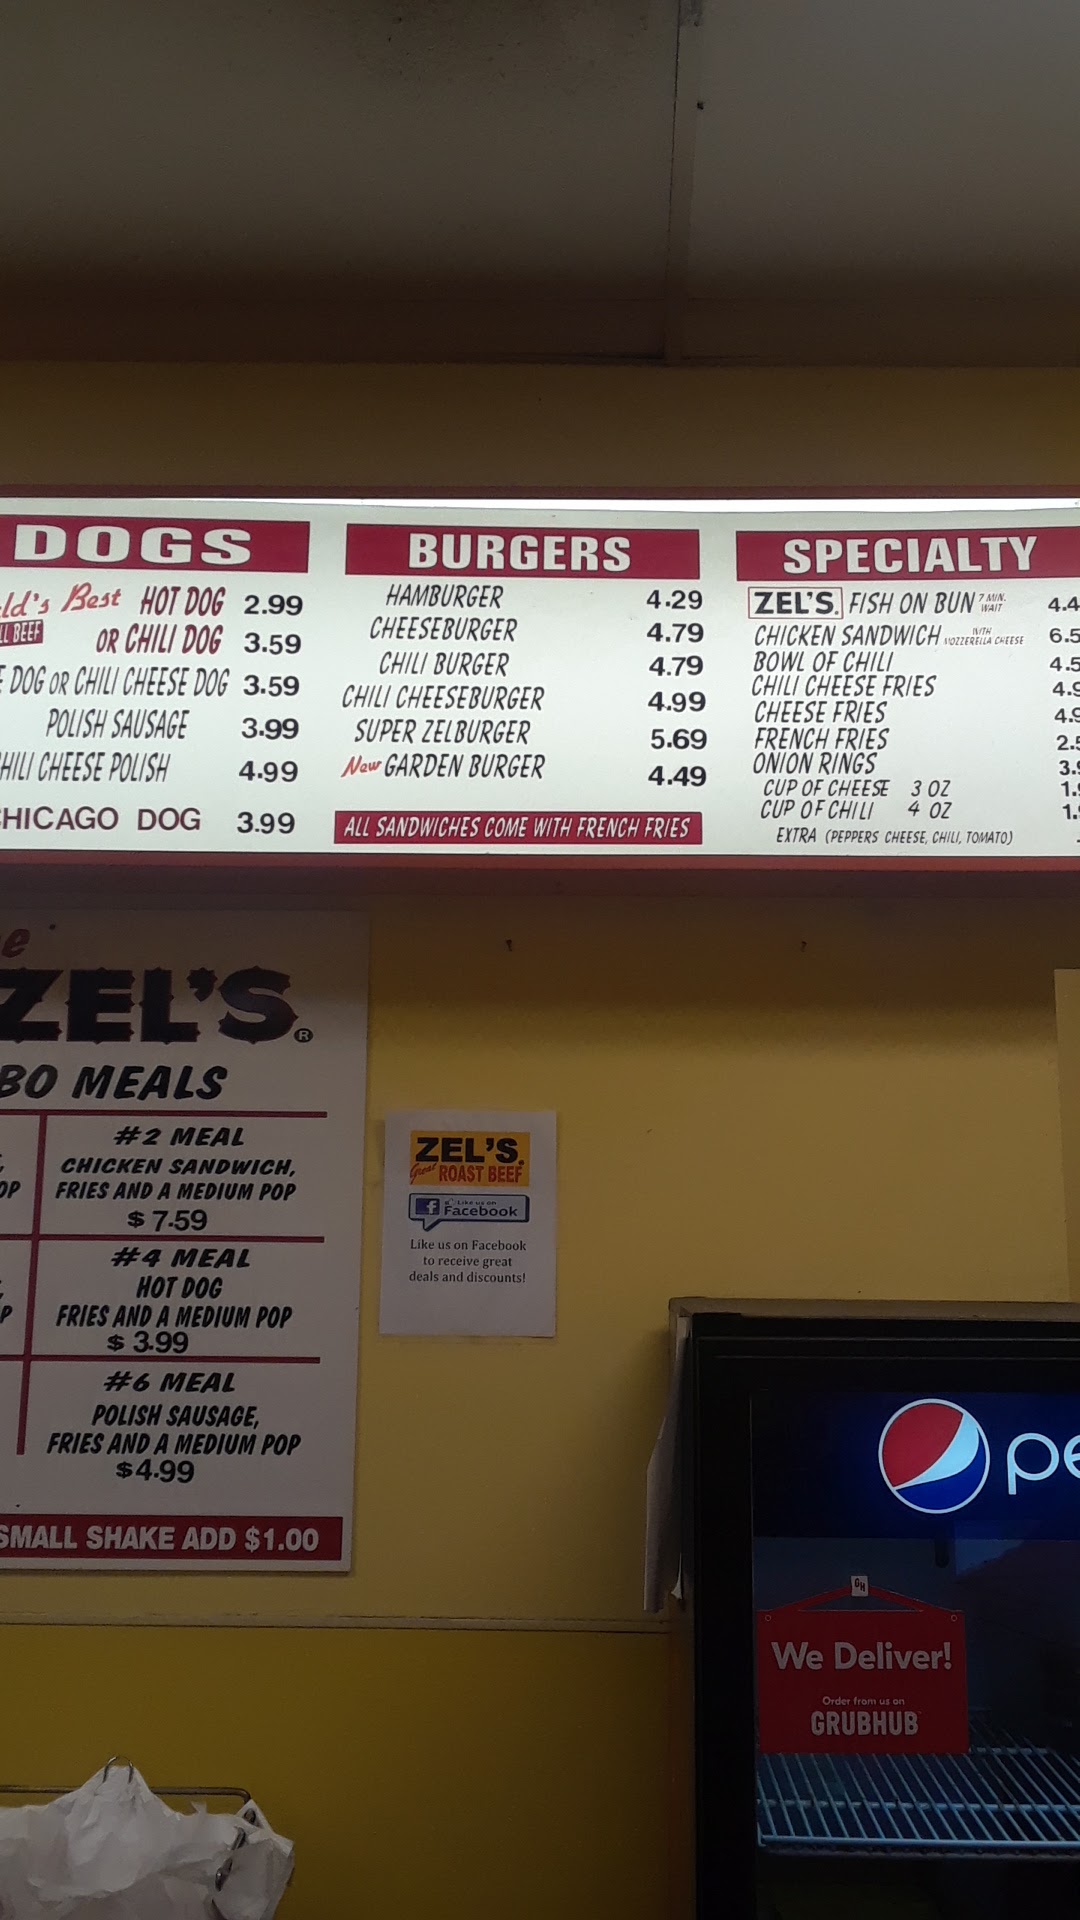 DOGS
Best HOT DOG 2.99
BEEF OR CHILI DOG 3.59
DOG OR CHILI CHEESE DOG 3.59
POLISH SAUSAGE 3.99
CHEESE POLISH 4.99
DOG 3.99
BURGERS
HAMBURGER 4.29
CHEESEBURGER 4.79
CHILI BURGER 4.79
CHILI CHEESEBURGER 4.99
SUPER ZELBURGER 5.69
New GARDEN BURGER 4.49
ALL SANDWICHES COME WITH FRENCH FRIES
SPECIALTY
ZEL'S. FISH ON BUN 7 MIN. WAIT
CHICKEN SANDWICH WITH MOZZERELLA CHEESE
BOWL OF CHILI
CHILI CHEESE FRIES
CHEESE FRIES
FRENCH FRIES
ONION RINGS
CUP OF CHEESE 3 OZ
CUP OF CHILI 4 OZ
EXTRA (PEPPERS CHEESE, CHILI, TOMATO)
ZEL'S.®
MEALS
#2 MEAL
CHICKEN SANDWICH,
FRIES AND A MEDIUM POP
$ 7.59
#4 MEAL
HOT DOG
FRIES AND A MEDIUM POP
$ 3.99
#6 MEAL
POLISH SAUSAGE,
FRIES AND A MEDIUM POP
$4.99
SMALL SHAKE ADD $1.00
ZEL'S.
Great ROAST BEEF
Like us on
Facebook
Like us on Facebook
to receive great
deals and discounts!
pe
GH
We Deliver!
Order from us on
GRUBHUB